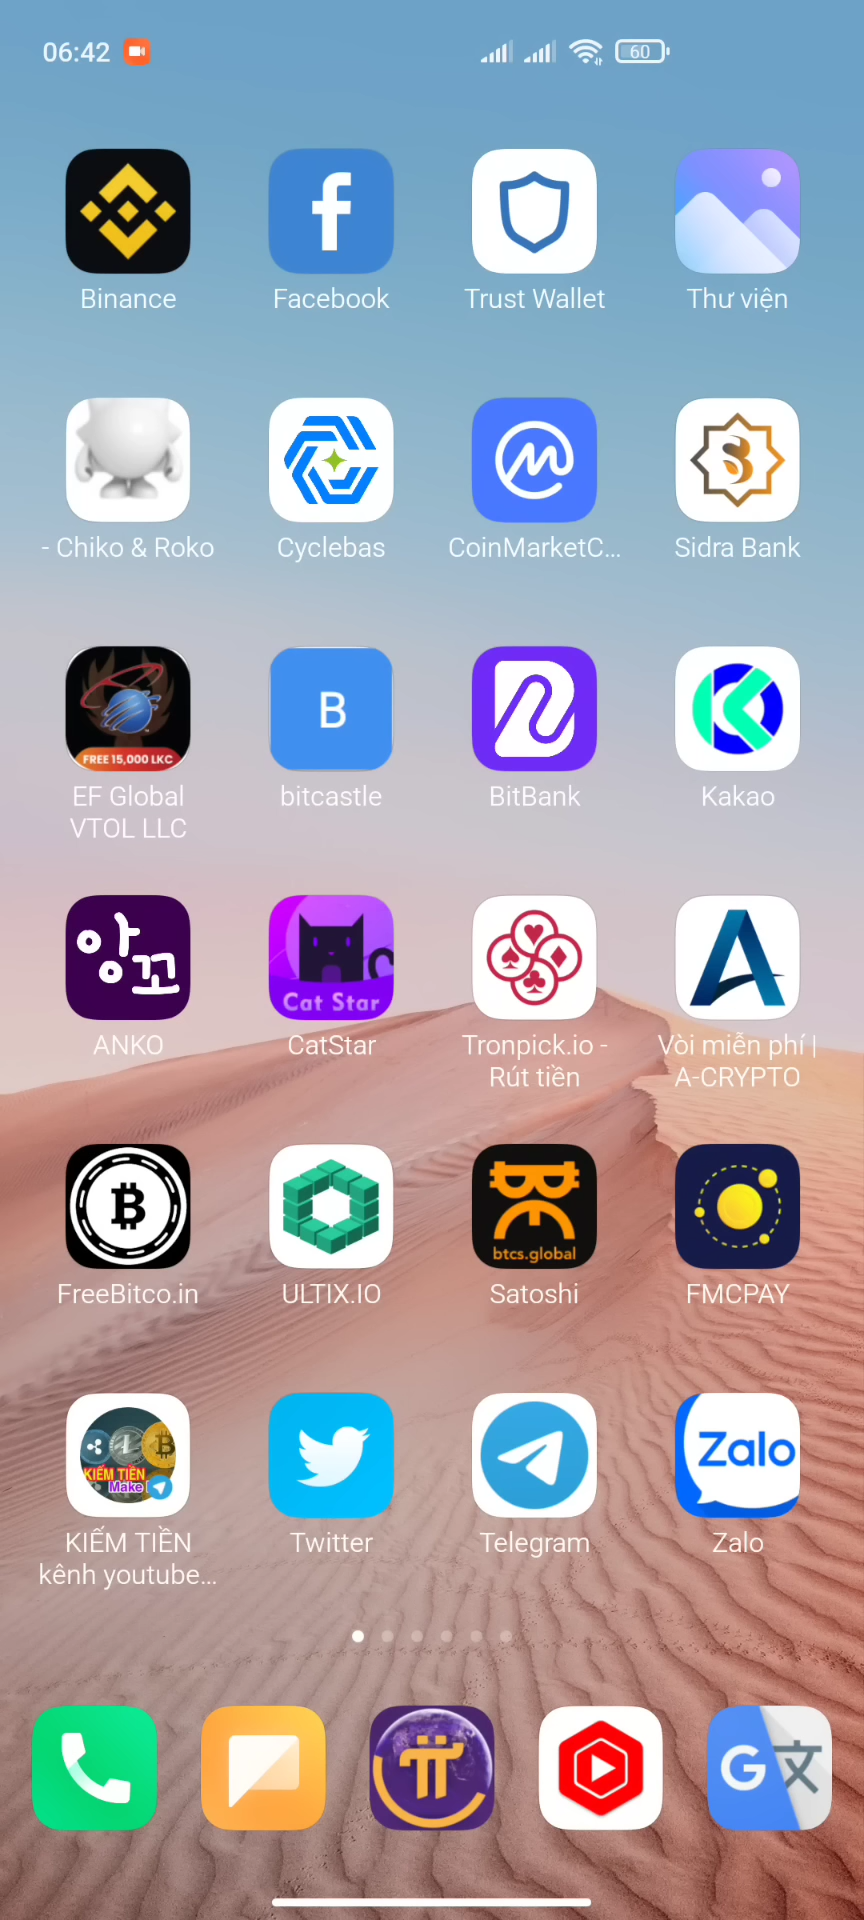 06:42
60
Binance
Facebook
Trust Wallet
Thư viện
- Chiko & Roko
Cyclebas
CoinMarketC...
Sidra Bank
FREE 15,000 LKC
B
EF Global
VTOL LLC
bitcastle
BitBank
Kakao
앙
꼬
Cat Star
ANKO
CatStar
Tronpick.io -
Rút tiền
Vòi miễn phí |
A-CRYPTO
btcs.global
FreeBitco.in
ULTIX.IO
Satoshi
FMCPAY
KIẾM TIỀN
Make
Zalo
KIẾM TIỀN
kênh youtube...
Twitter
Telegram
Zalo
G 文